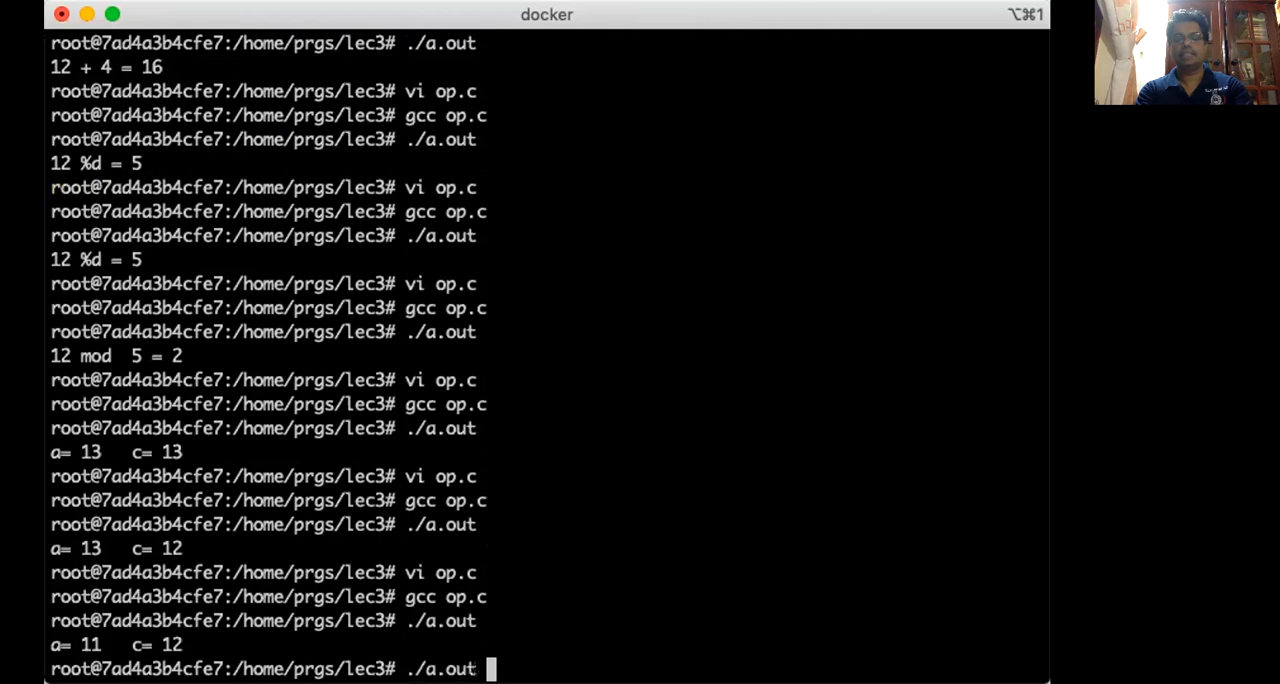 docker
⌥⌘1
root@7ad4a3b4cfe7:/home/prgs/lec3# ./a.out
12 + 4 = 16
root@7ad4a3b4cfe7:/home/prgs/lec3# vi op.c
root@7ad4a3b4cfe7:/home/prgs/lec3# gcc op.c
root@7ad4a3b4cfe7:/home/prgs/lec3# ./a.out
12 %d = 5
root@7ad4a3b4cfe7:/home/prgs/lec3# vi op.c
root@7ad4a3b4cfe7:/home/prgs/lec3# gcc op.c
root@7ad4a3b4cfe7:/home/prgs/lec3# ./a.out
12 %d = 5
root@7ad4a3b4cfe7:/home/prgs/lec3# vi op.c
root@7ad4a3b4cfe7:/home/prgs/lec3# gcc op.c
root@7ad4a3b4cfe7:/home/prgs/lec3# ./a.out
12 mod  5 = 2
root@7ad4a3b4cfe7:/home/prgs/lec3# vi op.c
root@7ad4a3b4cfe7:/home/prgs/lec3# gcc op.c
root@7ad4a3b4cfe7:/home/prgs/lec3# ./a.out
a= 13   c= 13
root@7ad4a3b4cfe7:/home/prgs/lec3# vi op.c
root@7ad4a3b4cfe7:/home/prgs/lec3# gcc op.c
root@7ad4a3b4cfe7:/home/prgs/lec3# ./a.out
a= 13   c= 12
root@7ad4a3b4cfe7:/home/prgs/lec3# vi op.c
root@7ad4a3b4cfe7:/home/prgs/lec3# gcc op.c
root@7ad4a3b4cfe7:/home/prgs/lec3# ./a.out
a= 11   c= 12
root@7ad4a3b4cfe7:/home/prgs/lec3# ./a.out